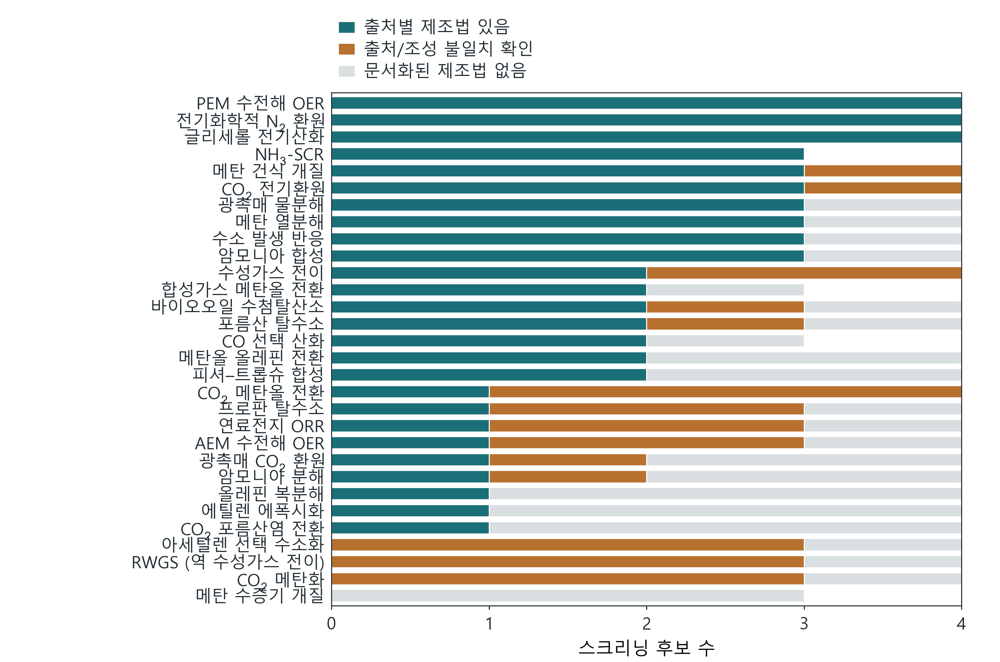 출처별 제조법 있음
출처/조성 불일치 확인
문서화된 제조법 없음
PEM 수전해 OER
전기화학적 N₂ 환원
글리세롤 전기산화
NH₃-SCR
메탄 건식 개질
CO₂ 전기환원
광촉매 물분해
메탄 열분해
수소 발생 반응
암모니아 합성
수성가스 전이
합성가스 메탄올 전환
바이오오일 수첨탈산소
포름산 탈수소
CO 선택 산화
메탄올 올레핀 전환
피셔–트롭슈 합성
CO₂ 메탄올 전환
프로판 탈수소
연료전지 ORR
AEM 수전해 OER
광촉매 CO₂ 환원
암모니아 분해
올레핀 복분해
에틸렌 에폭시화
CO₂ 포름산염 전환
아세틸렌 선택 수소화
RWGS (역 수성가스 전이)
CO₂ 메탄화
메탄 수증기 개질
0 1 2 3 4
스크리닝 후보 수